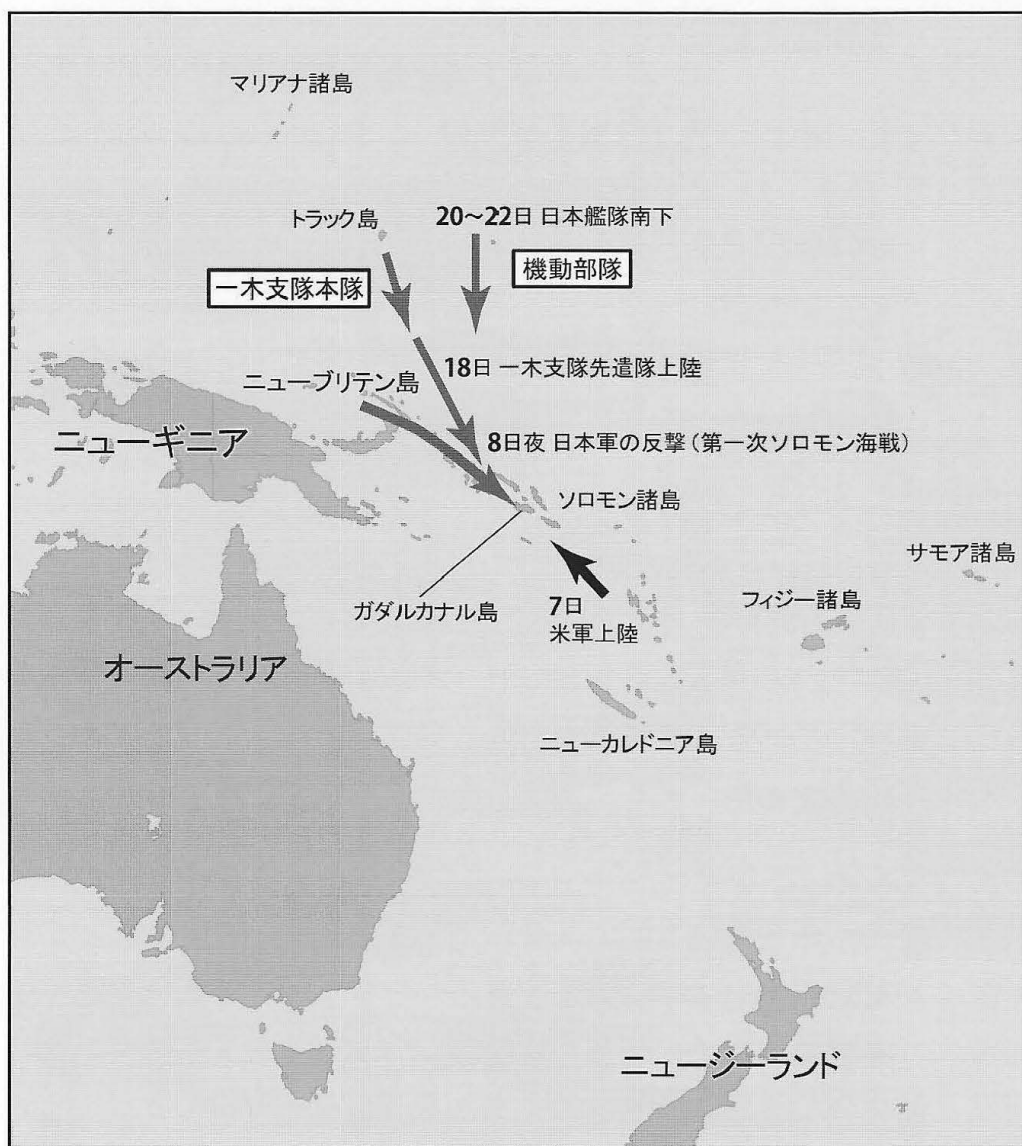 マリアナ諸島
トラック島
20〜22日 日本艦隊南下
機動部隊
一木支隊本隊
18日 一木支隊先遣隊上陸
ニューブリテン島
ニューギニア
8日夜 日本軍の反撃（第一次ソロモン海戦）
ソロモン諸島
サモア諸島
ガダルカナル島
7日
米軍上陸
フィジー諸島
オーストラリア
ニューカレドニア島
ニュージーランド